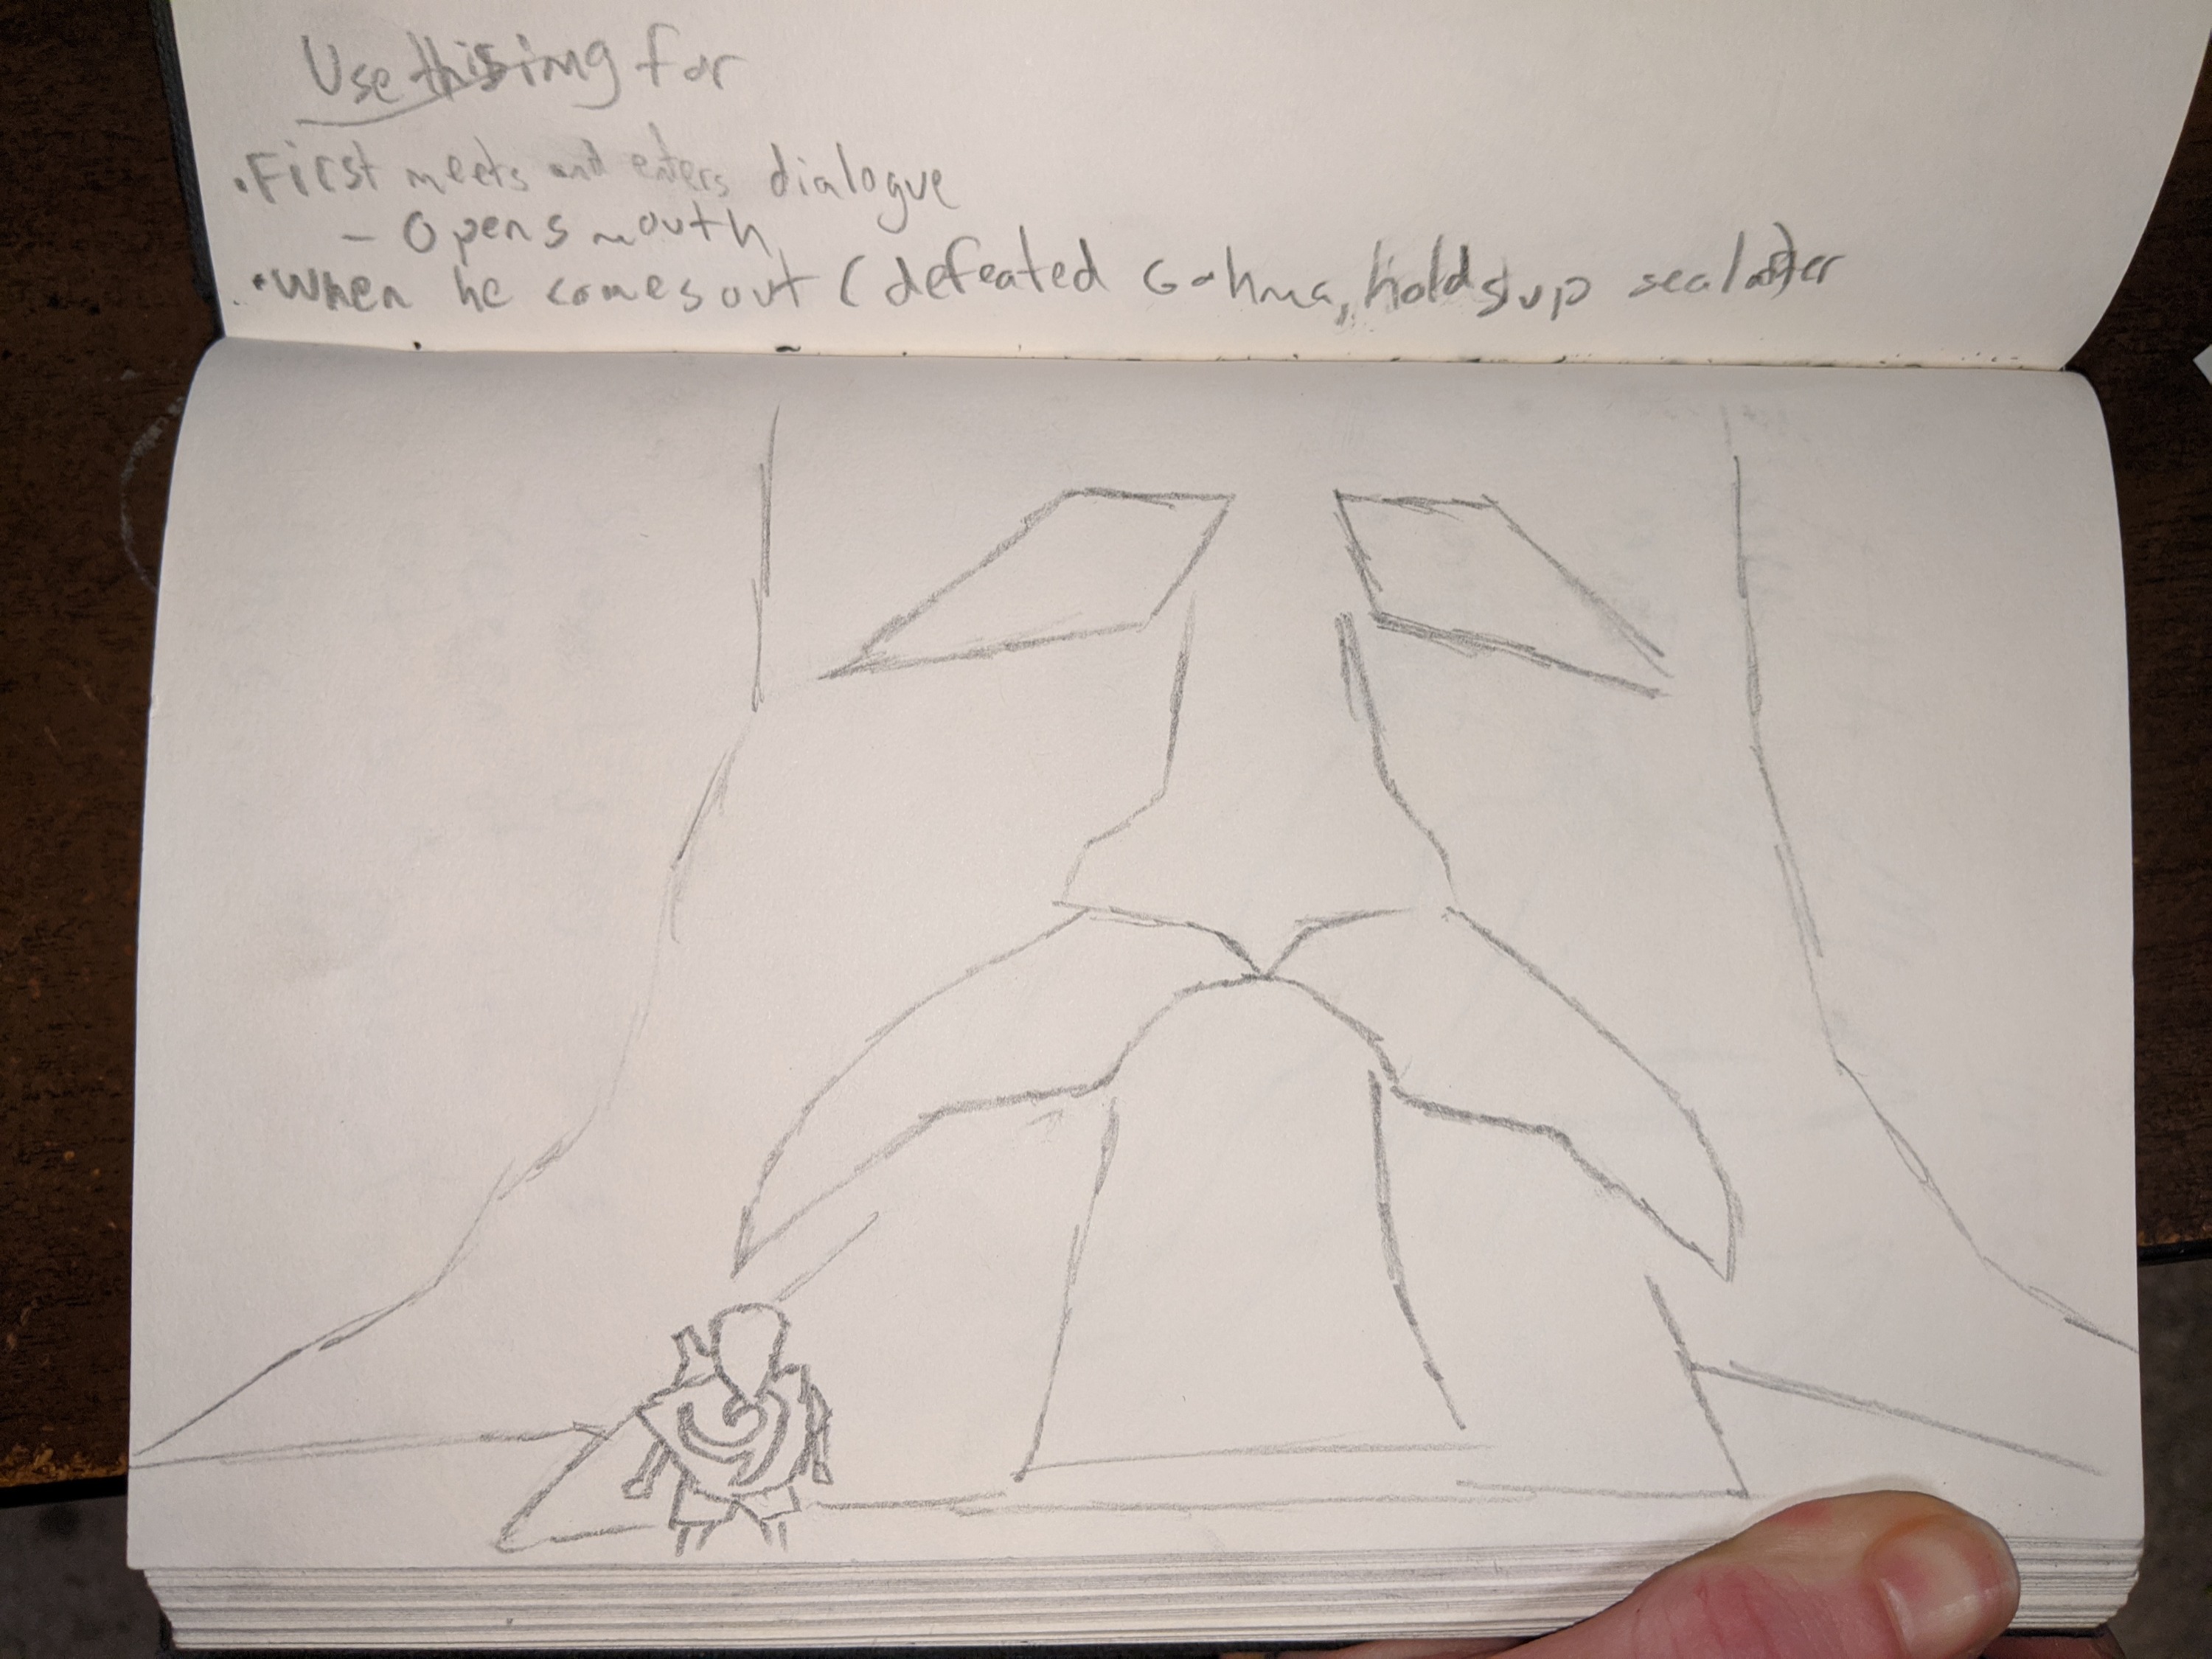 Use this img for
• First meets and enters dialogue
- Opens mouth
• When he comes out (defeated Gohma, holds up seal after